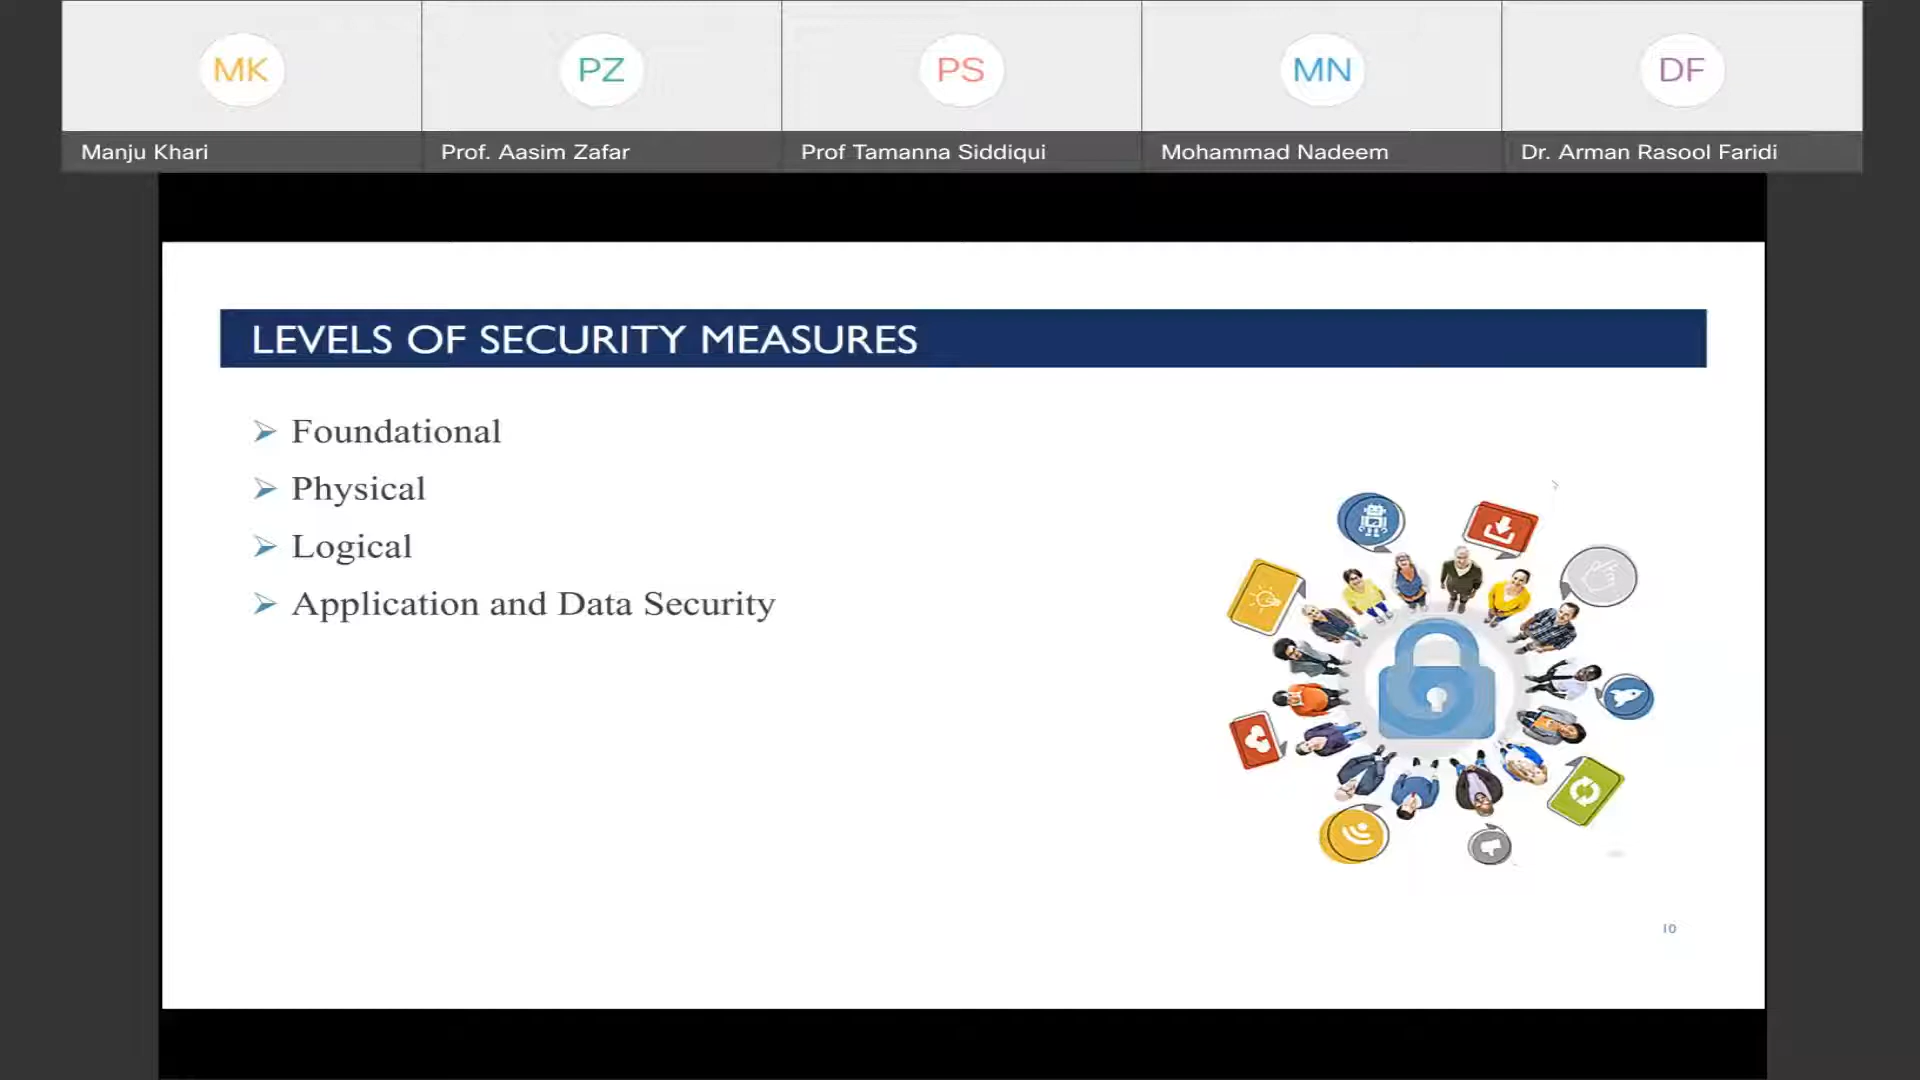 MK
PZ
PS
MN
DF
Manju Khari
Prof. Aasim Zafar
Prof Tamanna Siddiqui
Mohammad Nadeem
Dr. Arman Rasool Faridi
LEVELS OF SECURITY MEASURES
Foundational
Physical
Logical
Application and Data Security
10